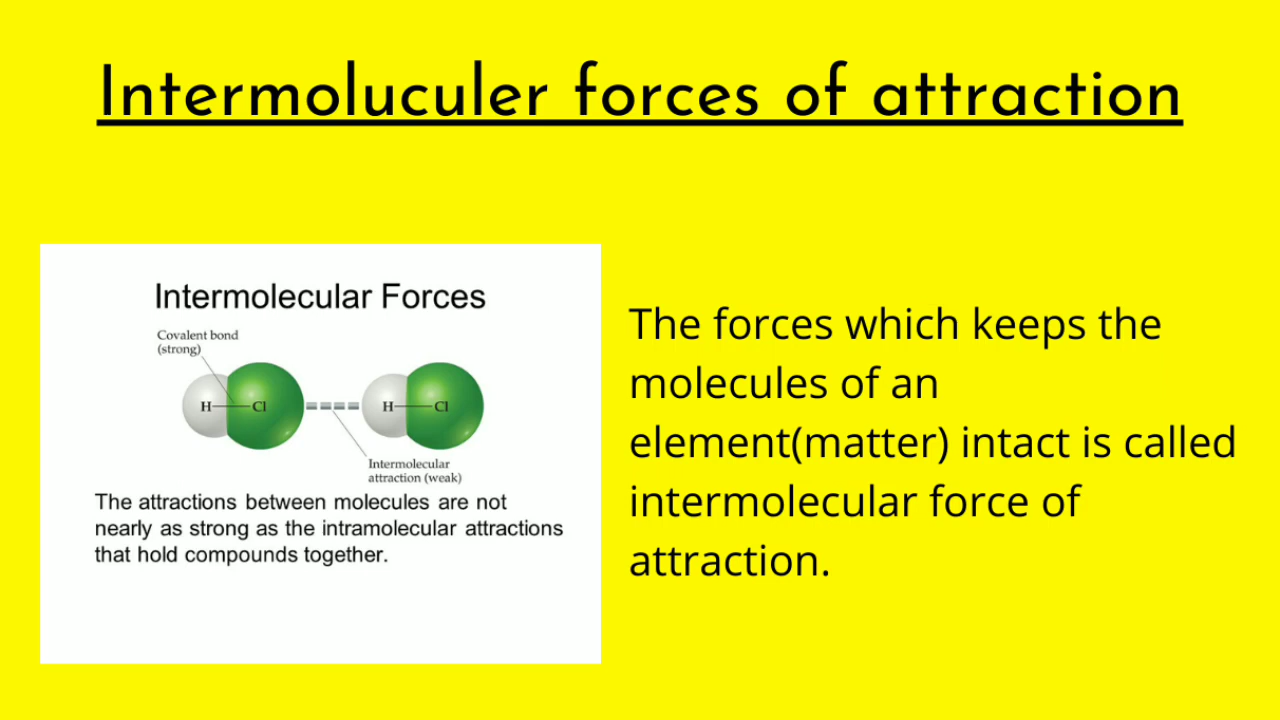 Intermoluculer forces of attraction
Intermolecular Forces
Covalent bond
(strong)
H Cl H Cl
Intermolecular
attraction (weak)
The attractions between molecules are not
nearly as strong as the intramolecular attractions
that hold compounds together.
The forces which keeps the
molecules of an
element(matter) intact is called
intermolecular force of
attraction.